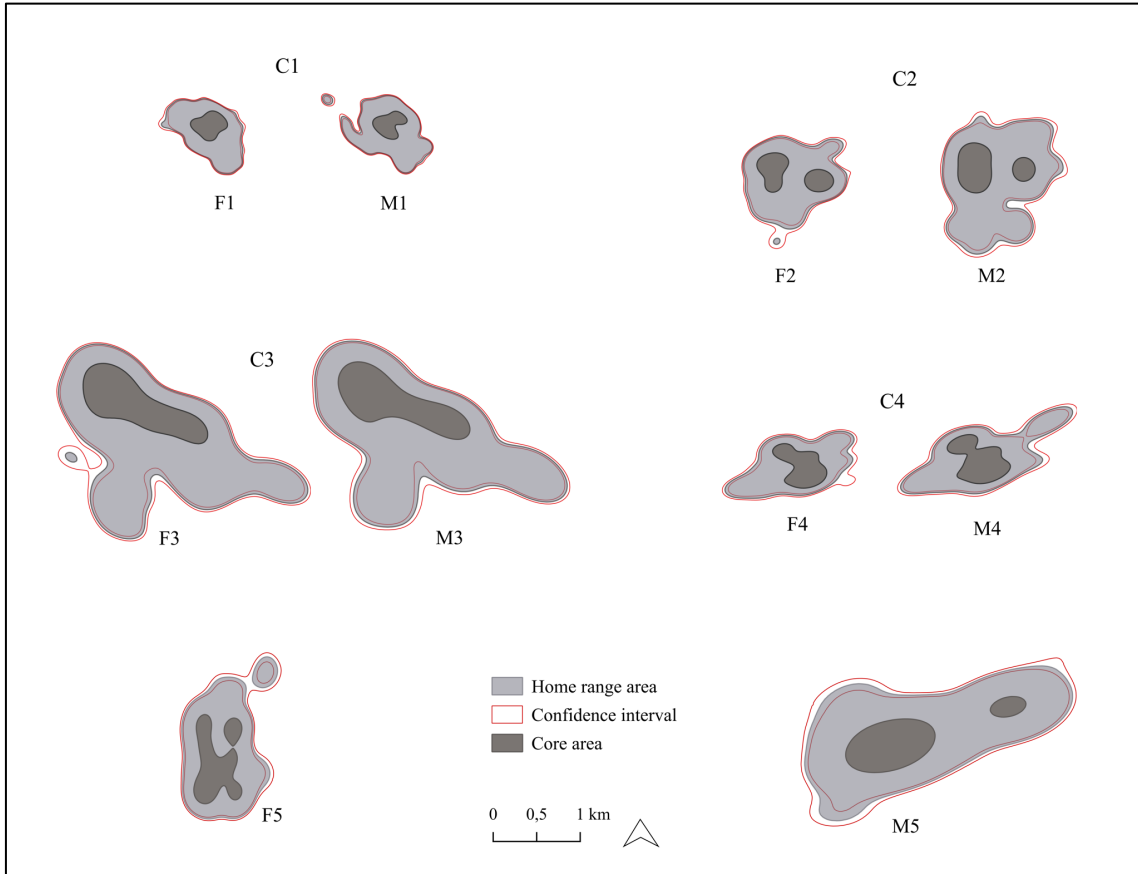 C1
C2
F1
M1
F2
M2
C3
C4
F3
M3
F4
M4
Home range area
Confidence interval
Core area
F5
0 0,5 1 km
M5